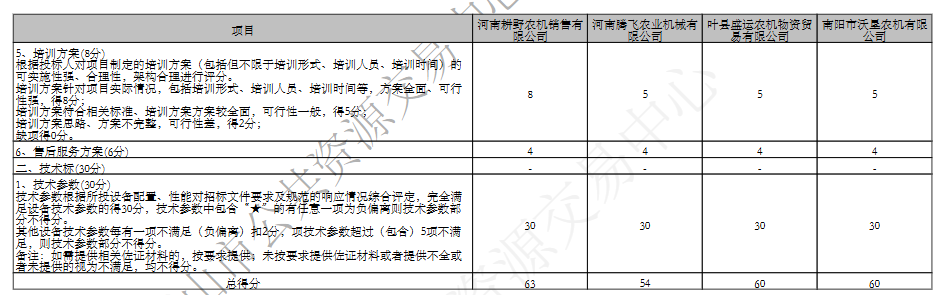 项目 河南耕野农机销售有限公司 河南腾飞农业机械有限公司 叶县盛运农机物资贸易有限公司 南阳市沃垦农机有限公司
5、培训方案(8分)
根据投标人对项目制定的培训方案（包括但不限于培训形式、培训人员、培训时间）的
可实施性强、合理性，架构合理进行评分。
培训方案针对项目实际情况，包括培训形式、培训人员、培训时间等，方案全面、可行
性强，得8分；
培训方案符合相关标准、培训方案方案较全面，可行性一般，得5分；
培训方案思路、方案不完整，可行性差，得2分；
缺项得0分。
8 5 5 5
6、售后服务方案(6分) 4 4 4 4
二、技术标(30分) - - - -
1、技术参数(30分)
技术参数根据所投设备配置、性能对招标文件要求及规范的响应情况综合评定，完全满
足设备技术参数的得30分，技术参数中包含“★”的有任意一项为负偏离则技术参数部
分不得分。
其他设备技术参数每有一项不满足（负偏离）扣2分，项技术参数超过（包含）5项不满
足，则技术参数部分不得分。
备注：如需提供相关佐证材料的，按要求提供；未按要求提供佐证材料或者提供不全或
者未提供的视为不满足，均不得分。
30 30 30 30
总得分 63 54 60 60
山市公共资源交易中心
资源交易中心